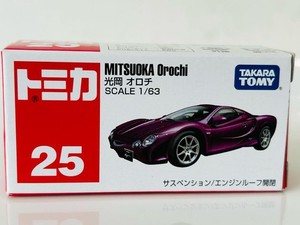 トミカ
25
MITSUOKA Orochi
光岡 オロチ
SCALE 1/63
TAKARA
TOMY
サスペンション/エンジンルーフ開閉